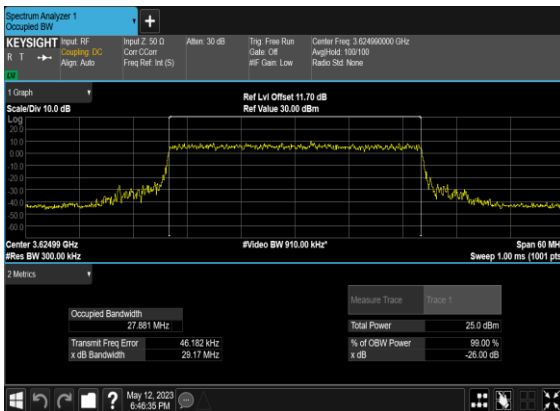 Spectrum Analyzer 1
Occupied BW
KEYSIGHT
R T
LV
Input: RF
Coupling: DC
Align: Auto
Input Z: 50 Ω
Corr CCorr
Freq Ref: Int (S)
Atten: 30 dB
Trig: Free Run
Gate: Off
#IF Gain: Low
Center Freq: 3.624990000 GHz
Avg|Hold: 100/100
Radio Std: None
1 Graph
Scale/Div 10.0 dB
Ref Lvl Offset 11.70 dB
Ref Value 30.00 dBm
Log
20.0
10.0
0.00
-10.0
-20.0
-30.0
-40.0
-50.0
-60.0
Center 3.62499 GHz
#Res BW 300.00 kHz
#Video BW 910.00 kHz*
Span 60 MH
Sweep 1.00 ms (1001 pts
2 Metrics
Occupied Bandwidth
27.881 MHz
Transmit Freq Error 46.182 kHz
x dB Bandwidth 29.17 MHz
Measure Trace Trace 1
Total Power 25.0 dBm
% of OBW Power 99.00 %
x dB -26.00 dB
May 12, 2023
6:46:35 PM